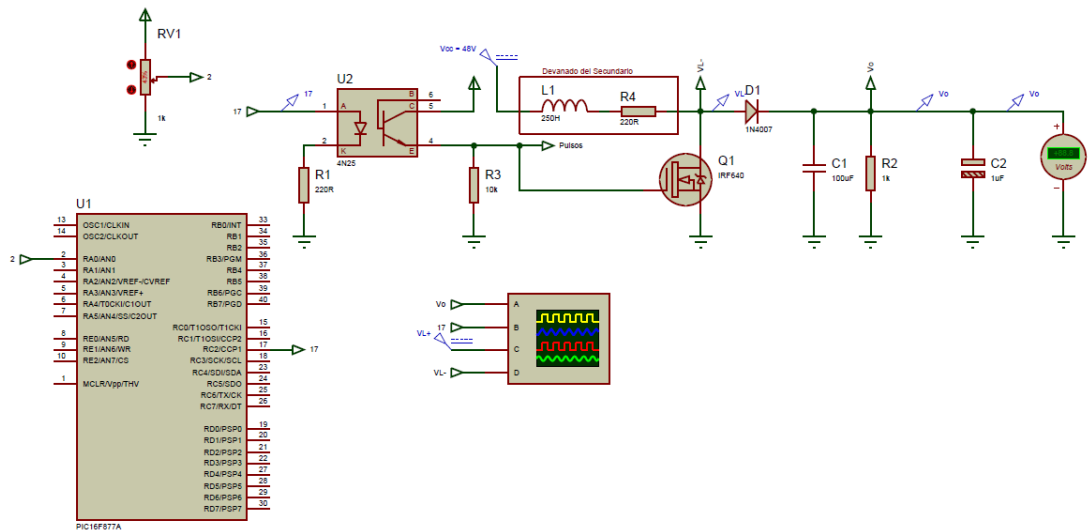 RV1
42%
2
1k
17
17
U2
1
A
2
K
B
6
C
5
E
4
4N25
R1
220R
Vcc = 48V
Devanado del Secundario
L1
250H
R4
220R
Pulsos
R3
10k
VL-
VL
D1
1N4007
Q1
IRF640
Vo
Vo
Vo
C1
100uF
R2
1k
C2
1uF
+
Volts
U1
13
OSC1/CLKIN
14
OSC2/CLKOUT
2
2
RA0/AN0
3
RA1/AN1
4
RA2/AN2/VREF-/CVREF
5
RA3/AN3/VREF+
6
RA4/T0CKI/C1OUT
7
RA5/AN4/SS/C2OUT
8
RE0/AN5/RD
9
RE1/AN6/WR
10
RE2/AN7/CS
1
MCLR/Vpp/THV
RB0/INT
33
RB1
34
RB2
35
RB3/PGM
36
RB4
37
RB5
38
RB6/PGC
39
RB7/PGD
40
RC0/T1OSO/T1CKI
15
RC1/T1OSI/CCP2
16
RC2/CCP1
17
17
RC3/SCK/SCL
18
RC4/SDI/SDA
23
RC5/SDO
24
RC6/TX/CK
25
RC7/RX/DT
26
RD0/PSP0
19
RD1/PSP1
20
RD2/PSP2
21
RD3/PSP3
22
RD4/PSP4
27
RD5/PSP5
28
RD6/PSP6
29
RD7/PSP7
30
PIC16F877A
Vo
A
17
B
VL+
C
VL-
D